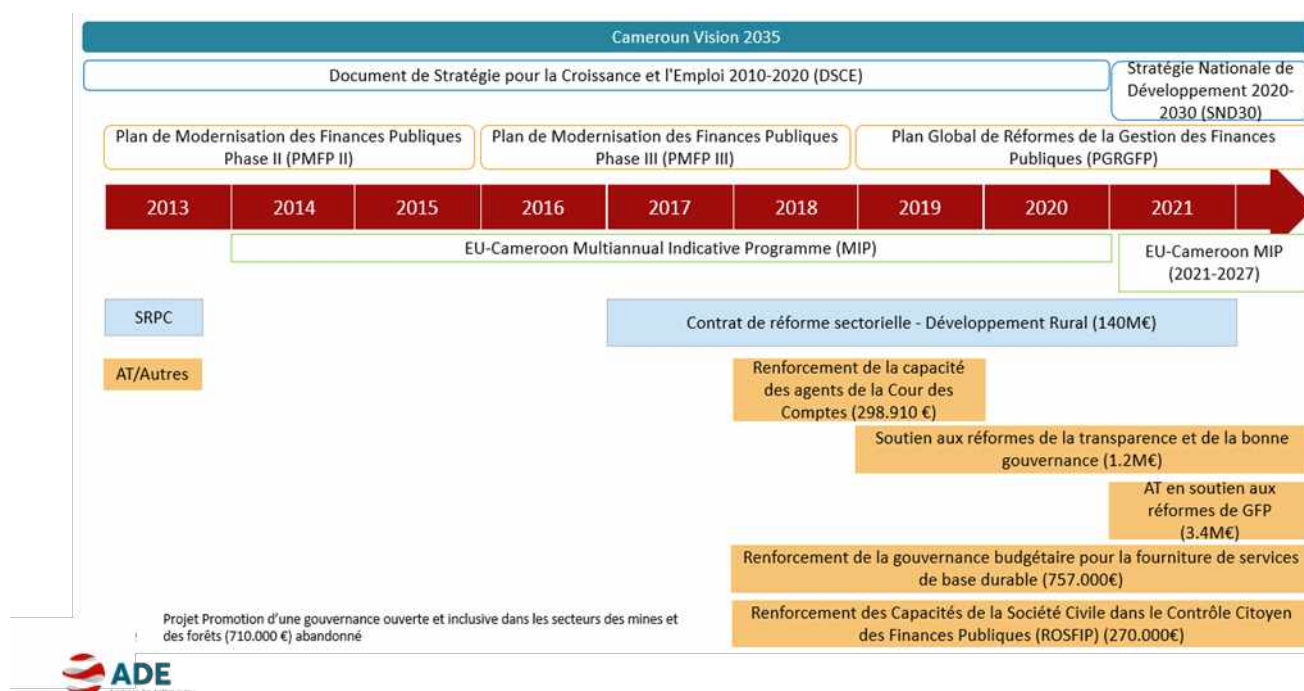 Cameroun Vision 2035
Document de Stratégie pour la Croissance et l'Emploi 2010-2020 (DSCE)
Stratégie Nationale de
Développement 2020-
2030 (SND30)
Plan de Modernisation des Finances Publiques
Phase II (PMFP II)
Plan de Modernisation des Finances Publiques
Phase III (PMFP III)
Plan Global de Réformes de la Gestion des Finances
Publiques (PGRGFP)
2013
2014
2015
2016
2017
2018
2019
2020
2021
EU-Cameroon Multiannual Indicative Programme (MIP)
EU-Cameroon MIP
(2021-2027)
SRPC
Contrat de réforme sectorielle - Développement Rural (140M€)
AT/Autres
Renforcement de la capacité
des agents de la Cour des
Comptes (298.910 €)
Soutien aux réformes de la transparence et de la bonne
gouvernance (1.2M€)
AT en soutien aux
réformes de GFP
(3.4M€)
Renforcement de la gouvernance budgétaire pour la fourniture de services
de base durable (757.000€)
Projet Promotion d'une gouvernance ouverte et inclusive dans les secteurs des mines et
des forêts (710.000 €) abandonné
Renforcement des Capacités de la Société Civile dans le Contrôle Citoyen
des Finances Publiques (ROSFIP) (270.000€)
ADE